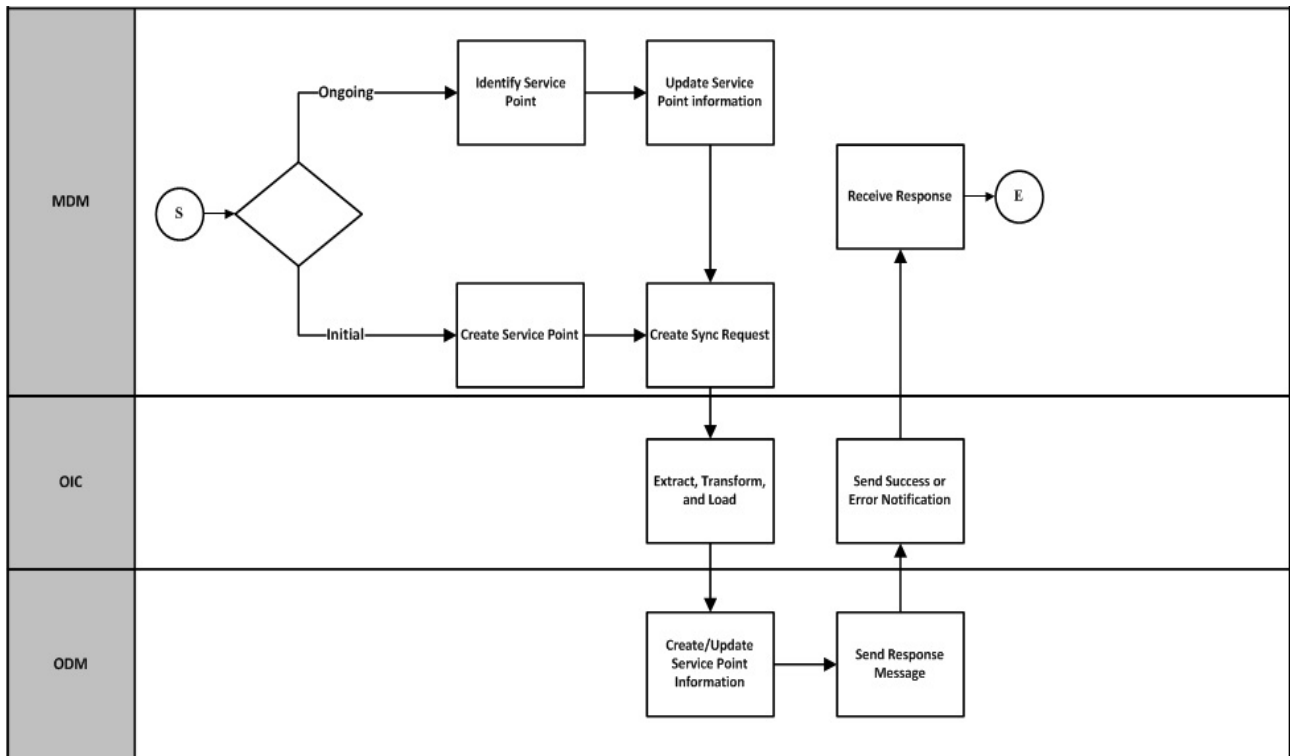 MDM
S
Ongoing
Identify Service
Point
Update Service
Point information
Initial
Create Service Point
Create Sync Request
Receive Response
E
OIC
Extract, Transform,
and Load
Send Success or
Error Notification
ODM
Create/Update
Service Point
Information
Send Response
Message